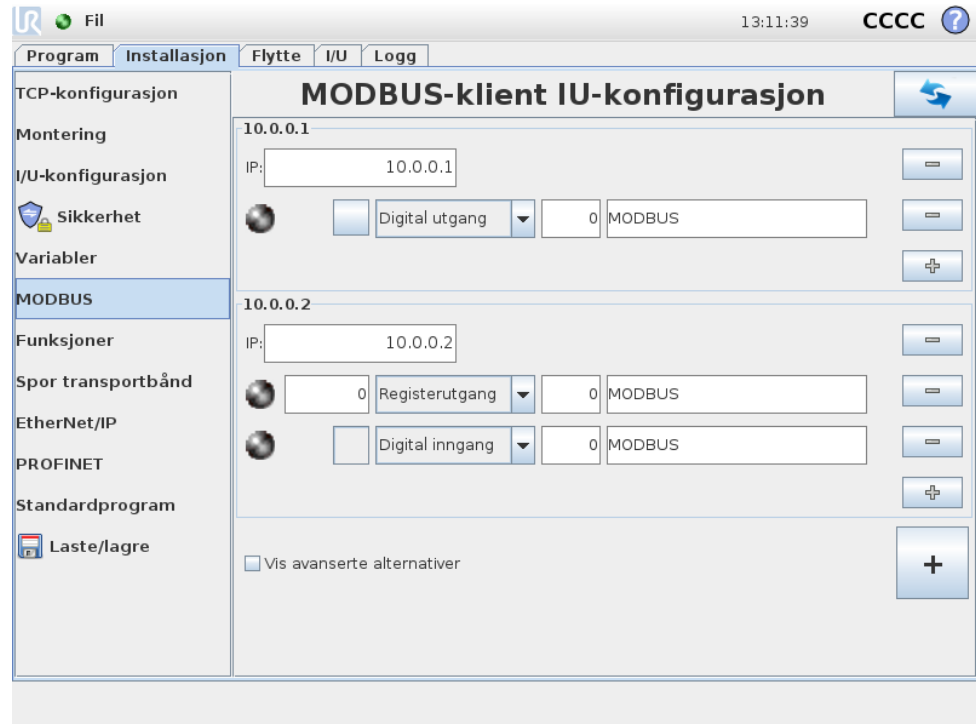 UR Fil 13:11:39 CCCC ?
Program Installasjon Flytte I/U Logg
TCP-konfigurasjon
Montering
I/U-konfigurasjon
Sikkerhet
Variabler
MODBUS
Funksjoner
Spor transportbånd
EtherNet/IP
PROFINET
Standardprogram
Laste/lagre
MODBUS-klient IU-konfigurasjon
10.0.0.1
IP: 10.0.0.1
Digital utgang 0 MODBUS
10.0.0.2
IP: 10.0.0.2
0 Registerutgang 0 MODBUS
Digital inngang 0 MODBUS
Vis avanserte alternativer